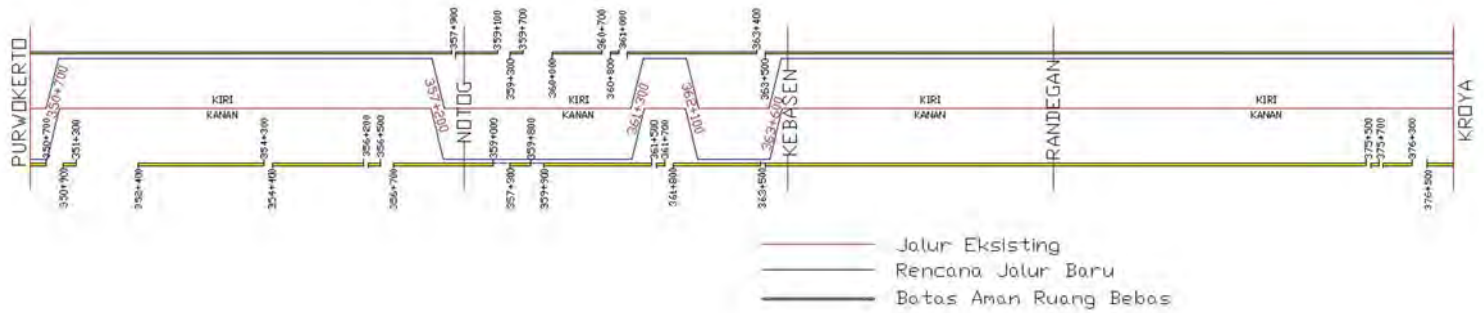 357+900
359+100
359+700
360+700
361+000
363+400
PURWOKERTO
350+700
357+200
NOTOG
359+300
360+000
360+800
361+300
362+100
363+500
363+600
KEBASEN
RANDEGAN
KROYA
KIRI
KANAN
KIRI
KANAN
KIRI
KANAN
KIRI
KANAN
350+700
351+300
354+300
356+200
356+500
359+000
359+800
361+500
361+700
375+500
375+700
376+300
350+900
352+400
354+400
356+700
357+300
359+900
361+800
363+500
376+500
Jalur Eksisting
Rencana Jalur Baru
Batas Aman Ruang Bebas